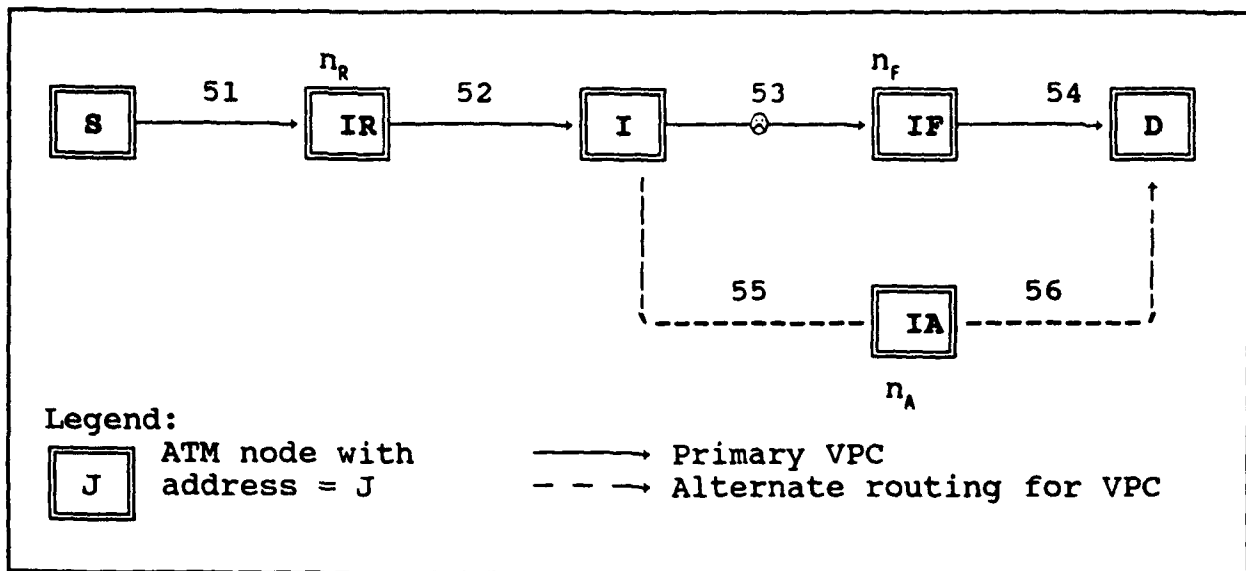 n_R n_F
51 52 53 54
S IR I IF D
55 IA 56
n_A
Legend:
J ATM node with address = J
Primary VPC
Alternate routing for VPC